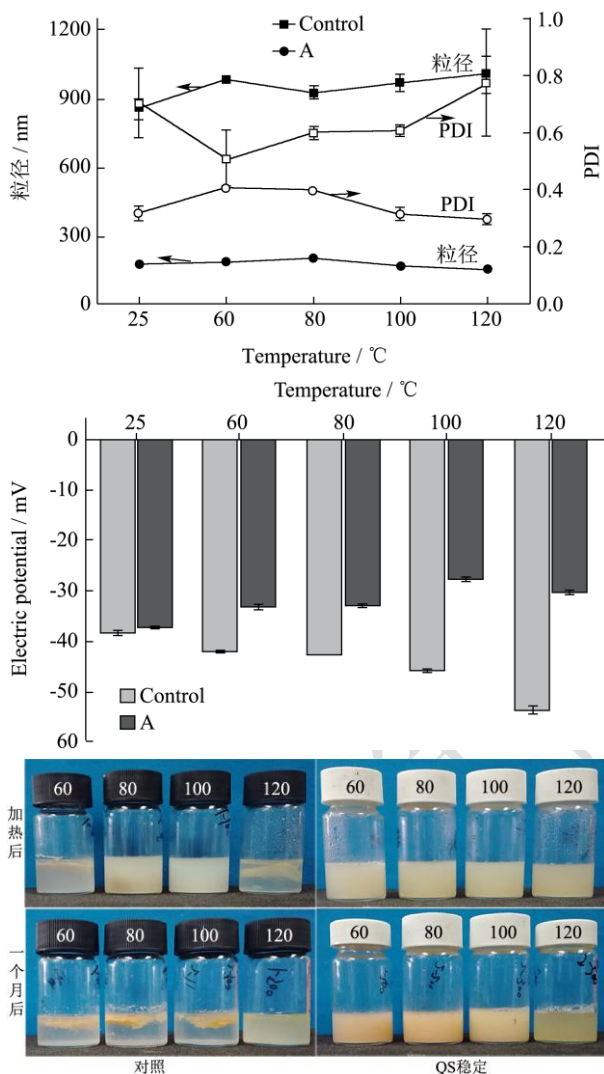 Control
A
1200
900
600
300
0
粒径 / nm
1.0
0.8
0.6
0.4
0.2
0.0
PDI
粒径
PDI
PDI
粒径
25 60 80 100 120
Temperature / ℃
Temperature / ℃
25 60 80 100 120
0
-10
-20
-30
-40
-50
60
Electric potential / mV
Control
A
加热后
60 80 100 120 60 80 100 120
一个月后
60 80 100 120 60 80 100 120
对照 QS稳定